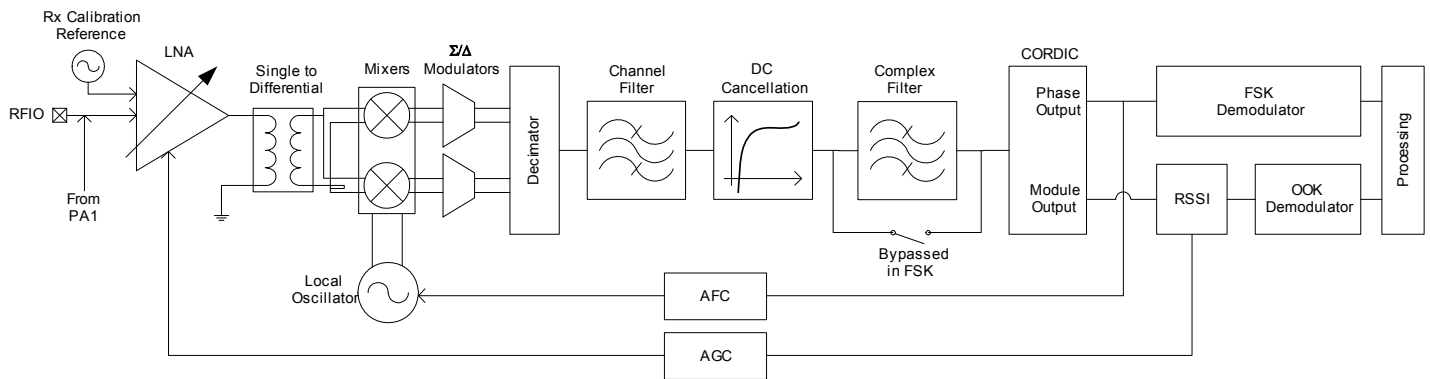 Rx Calibration
Reference
LNA
Single to
Differential
Mixers
Σ/Δ
Modulators
Decimator
Channel
Filter
DC
Cancellation
Complex
Filter
CORDIC
Phase
Output
Module
Output
FSK
Demodulator
Processing
RFIO
From
PA1
RSSI
OOK
Demodulator
Bypassed
in FSK
Local
Oscillator
AFC
AGC